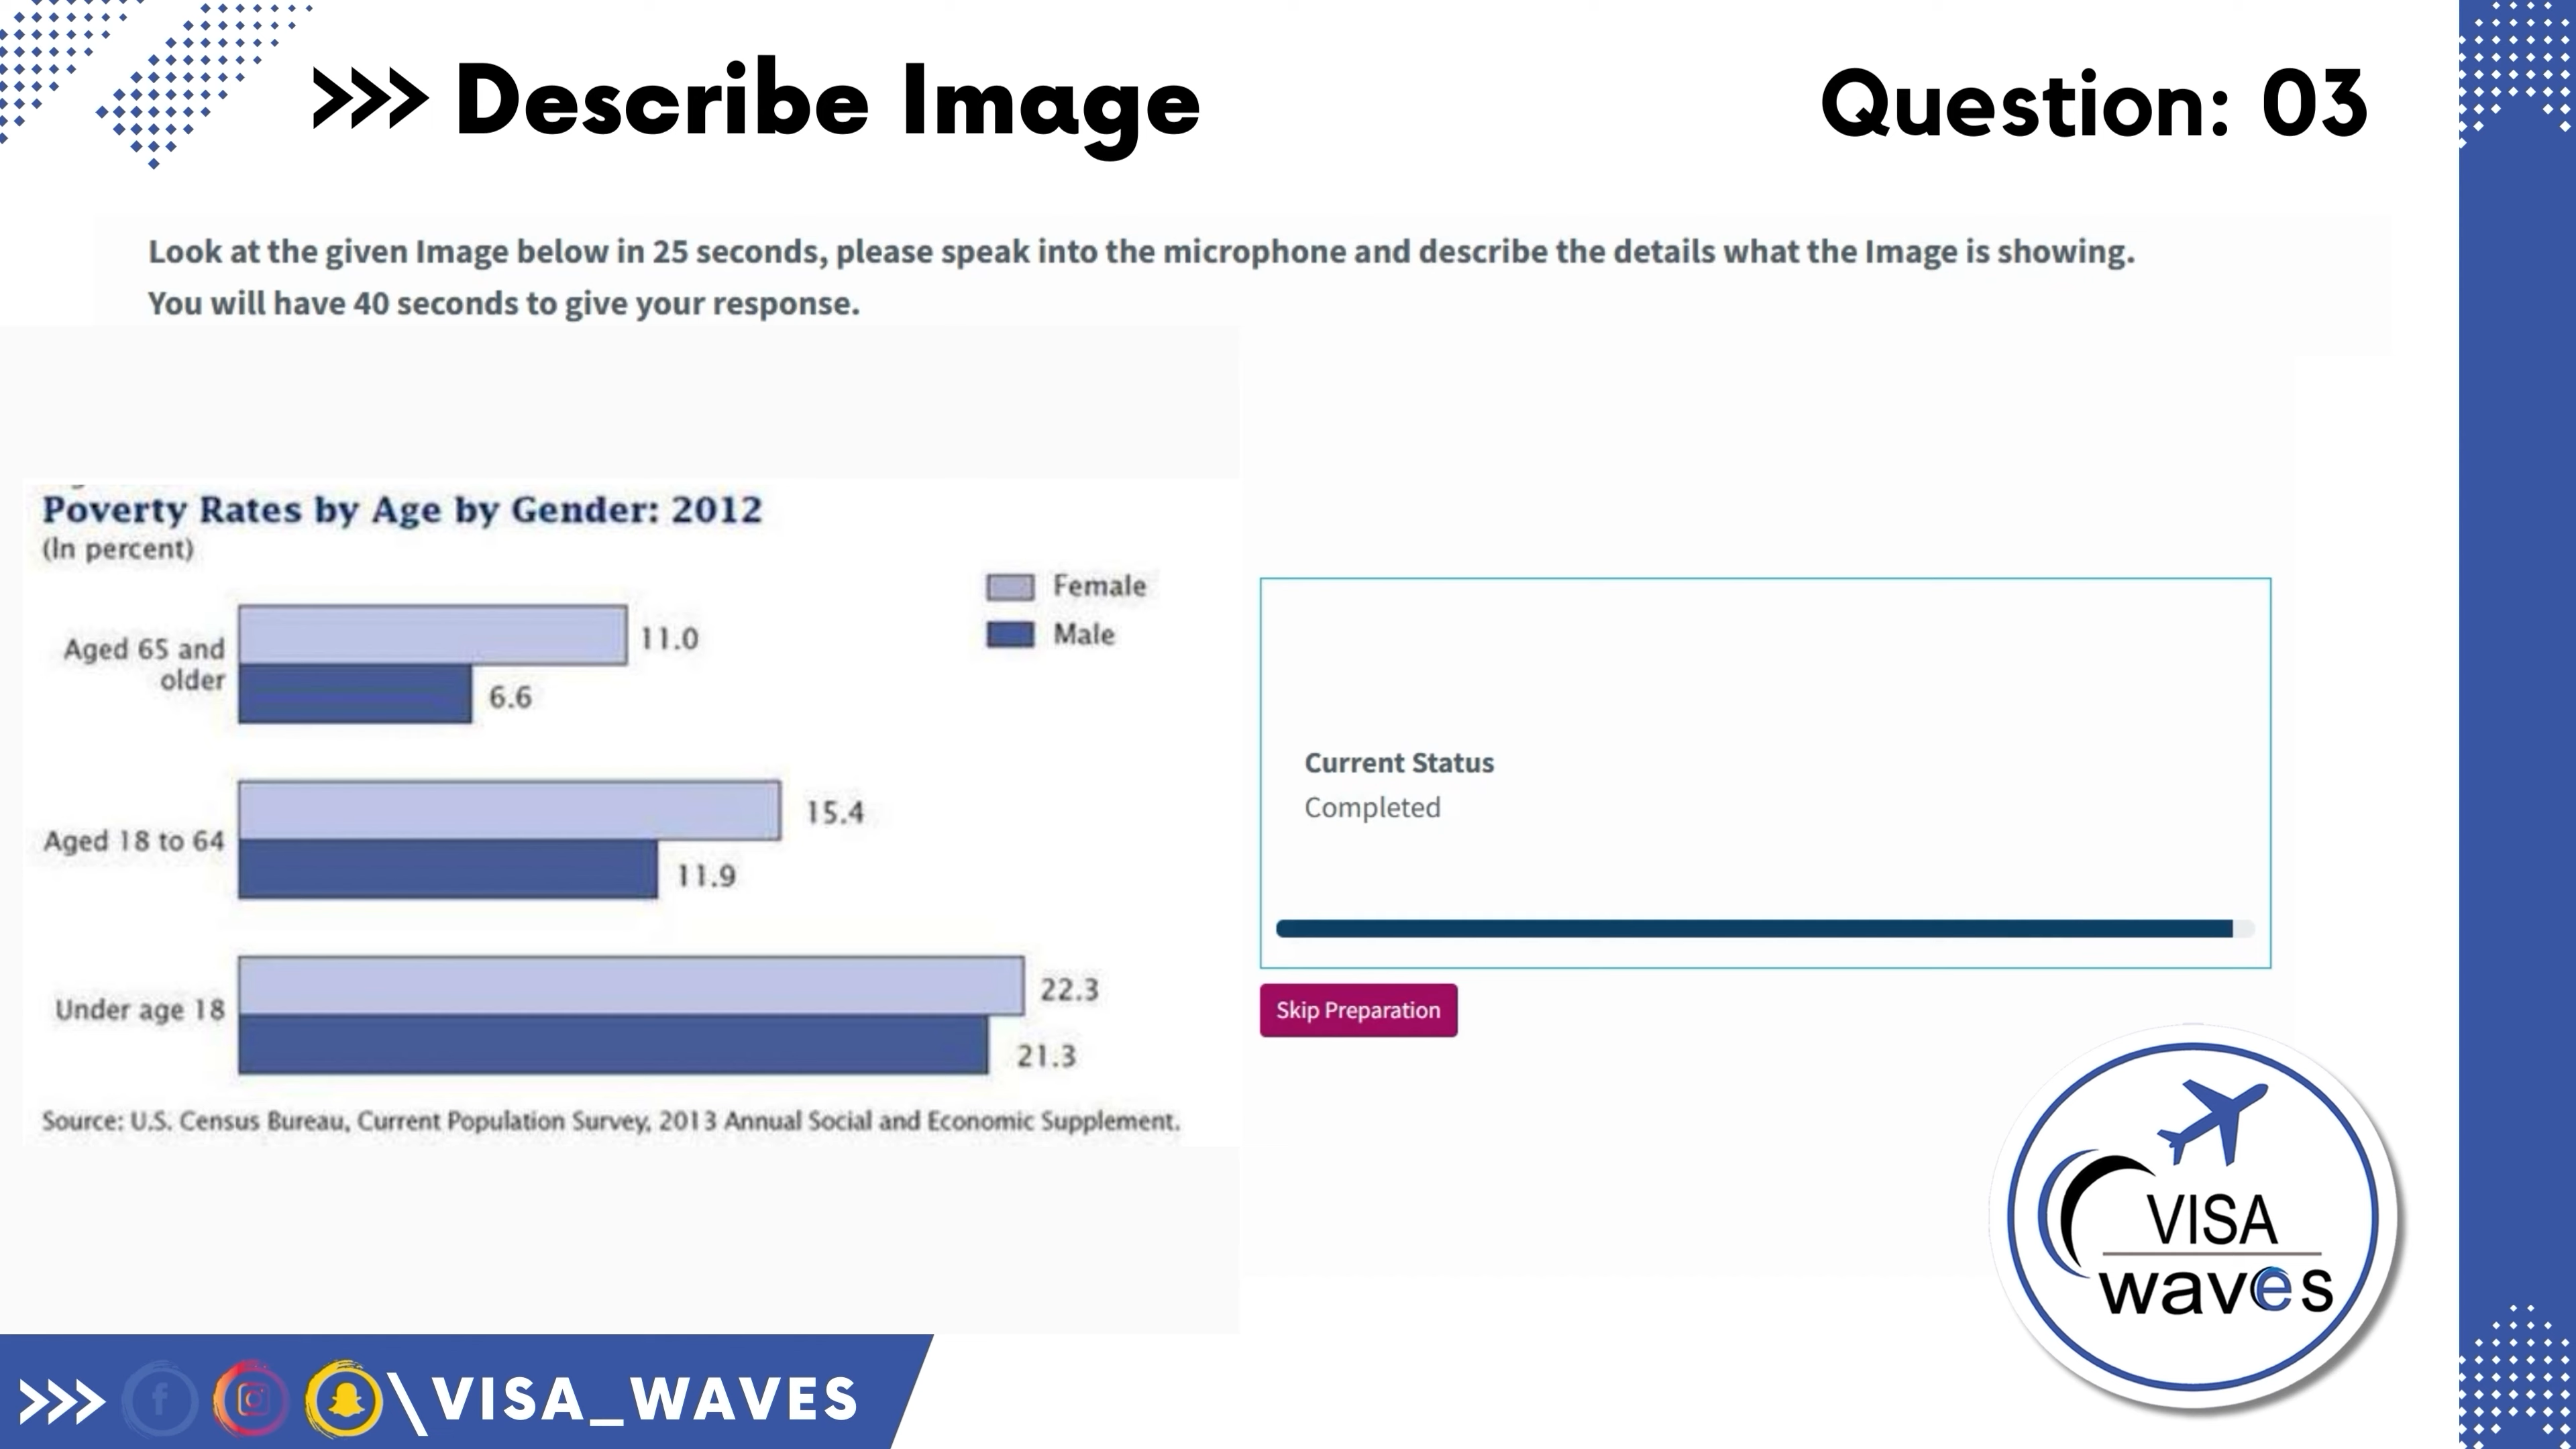 >>> Describe Image
Question: 03
Look at the given Image below in 25 seconds, please speak into the microphone and describe the details what the Image is showing.
You will have 40 seconds to give your response.
Poverty Rates by Age by Gender: 2012
(In percent)
Female
Male
Aged 65 and
older
11.0
6.6
Aged 18 to 64
15.4
11.9
Under age 18
22.3
21.3
Source: U.S. Census Bureau, Current Population Survey, 2013 Annual Social and Economic Supplement.
Current Status
Completed
Skip Preparation
VISA
waves
>>> \VISA_WAVES